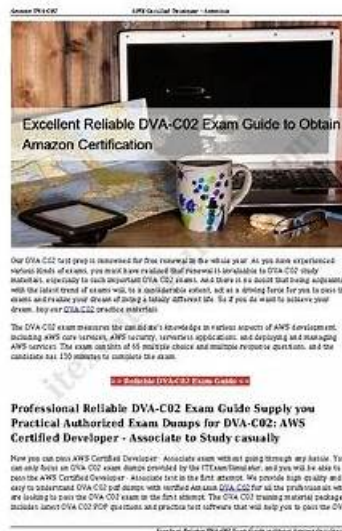 Amazon DVA-C02 AWS Certified Developer - Associate
Excellent Reliable DVA-C02 Exam Guide to Obtain
Amazon Certification
Our DVA-C02 test prep is renowned for free renewal in the whole year. As you have experienced
various kinds of exams, you must have realized that renewal is invaluable to DVA-C02 study
materials, especially to such important DVA-C02 exams. And there is no doubt that being acquainted
with the latest trend of exams will, to a considerable extent, act as a driving force for you to pass the
exams and realize your dream of living a totally different life. So if you do want to achieve your
dream, buy our DVA-C02 practice materials.
The DVA-C02 exam measures the candidate's knowledge in various aspects of AWS development,
including AWS core services, AWS security, serverless applications, and deploying and managing
AWS services. The exam consists of 65 multiple choice and multiple response questions, and the
candidate has 130 minutes to complete the exam.
>> Reliable DVA-C02 Exam Guide <<
Professional Reliable DVA-C02 Exam Guide Supply you
Practical Authorized Exam Dumps for DVA-C02: AWS
Certified Developer - Associate to Study casually
Now you can pass AWS Certified Developer- Associate exam without going through any hassle. You
can only focus on DVA-C02 exam dumps provided by the ITExamSimulator, and you will be able to
pass the AWS Certified Developer- Associate test in the first attempt. We provide high quality and
easy to understand DVA-C02 pdf dumps with verified Amazon DVA-C02 for all the professionals who
are looking to pass the DVA-C02 exam in the first attempt. The DVA-C02 training material package
includes latest DVA-C02 PDF questions and practice test software that will help you to pass the DVA-